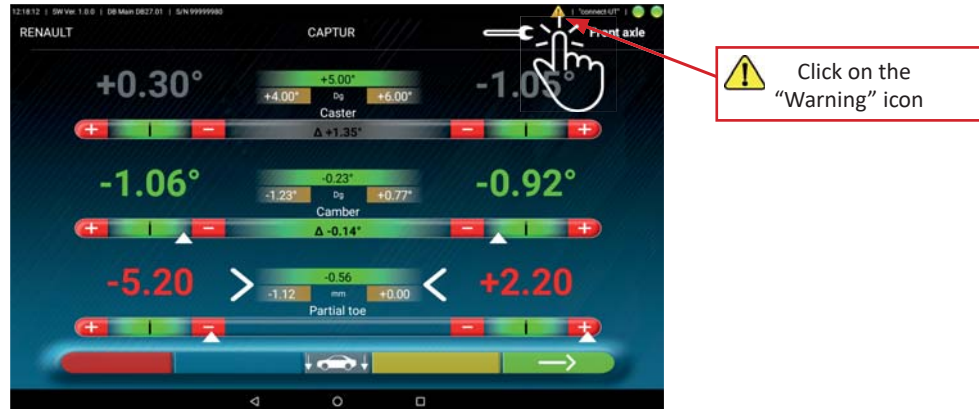 12:18:12 | SW Ver. 1.0.0 | DB Main DB27.01 | S/N 99999980 | "connect-UT" |
RENAULT CAPTUR Front axle
Click on the
"Warning" icon
+0.30° +5.00° -1.05°
+4.00° Dg +6.00°
Caster
+ - Δ +1.35° - +
-1.06° -0.23° -0.92°
-1.23° Dg +0.77°
Camber
+ - Δ -0.14° - +
-5.20 > -0.56 < +2.20
-1.12 mm +0.00
Partial toe
+ - - +